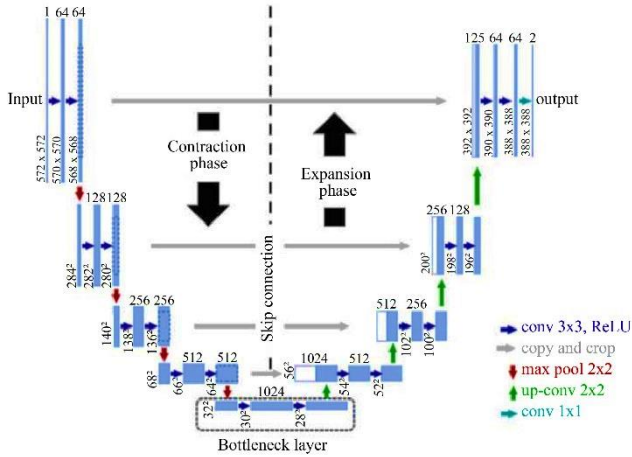 1 64 64
125 64 64 2
Input
output
572 x 572
570 x 570
568 x 568
392 x 392
390 x 390
388 x 388
388 x 388
Contraction
phase
Expansion
phase
128 128
256 128
284²
282²
280²
200²
198²
196²
Skip connection
256 256
512 256
140²
138²
136²
102²
100²
512 512
1024 512
68²
66²
64²
56²
54²
52²
1024
32²
30²
28²
Bottleneck layer
conv 3x3, ReLU
copy and crop
max pool 2x2
up-conv 2x2
conv 1x1